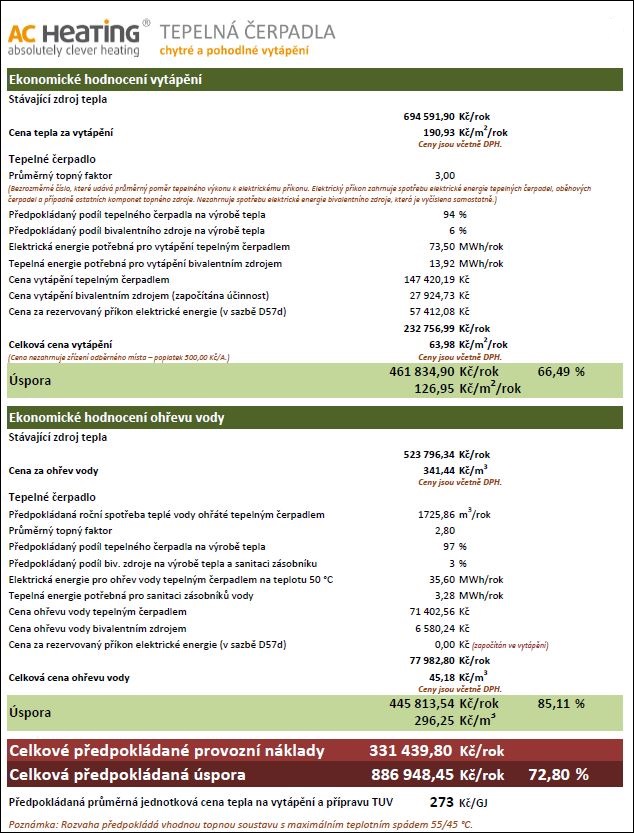 AC HEATING®
absolutely clever heating
TEPELNÁ ČERPADLA
chytré a pohodlné vytápění
Ekonomické hodnocení vytápění
Stávající zdroj tepla
694 591,90 Kč/rok
Cena tepla za vytápění 190,93 Kč/m²/rok
Ceny jsou včetně DPH.
Tepelné čerpadlo
Průměrný topný faktor 3,00
(Bezrozměrné číslo, které udává průměrný poměr tepelného výkonu k elektrickému příkonu. Elektrický příkon zahrnuje spotřebu elektrické energie tepelných čerpadel, oběhových
čerpadel a případně ostatních komponet topného zdroje. Nezahrnuje spotřebu elektrické energie bivalentního zdroje, která je vyčíslena samostatně.)
Předpokládaný podíl tepelného čerpadla na výrobě tepla 94 %
Předpokládaný podíl bivalentního zdroje na výrobě tepla 6 %
Elektrická energie potřebná pro vytápění tepelným čerpadlem 73,50 MWh/rok
Tepelná energie potřebná pro vytápění bivalentním zdrojem 13,92 MWh/rok
Cena vytápění tepelným čerpadlem 147 420,19 Kč
Cena vytápění bivalentním zdrojem (započítána účinnost) 27 924,73 Kč
Cena za rezervovaný příkon elektrické energie (v sazbě D57d) 57 412,08 Kč
232 756,99 Kč/rok
Celková cena vytápění 63,98 Kč/m²/rok
(Cena nezahrnuje zřízení odběrného místa – poplatek 500,00 Kč/A.) Ceny jsou včetně DPH.
Úspora 461 834,90 Kč/rok 66,49 %
126,95 Kč/m²/rok
Ekonomické hodnocení ohřevu vody
Stávající zdroj tepla
523 796,34 Kč/rok
Cena za ohřev vody 341,44 Kč/m³
Ceny jsou včetně DPH.
Tepelné čerpadlo
Předpokládaná roční spotřeba teplé vody ohřáté tepelným čerpadlem 1725,86 m³/rok
Průměrný topný faktor 2,80
Předpokládaný podíl tepelného čerpadla na výrobě tepla 97 %
Předpokládaný podíl biv. zdroje na výrobě tepla a sanitaci zásobníku 3 %
Elektrická energie pro ohřev vody tepelným čerpadlem na teplotu 50 °C 35,60 MWh/rok
Tepelná energie potřebná pro sanitaci zásobníků vody 3,28 MWh/rok
Cena ohřevu vody tepelným čerpadlem 71 402,56 Kč
Cena ohřevu vody bivalentním zdrojem 6 580,24 Kč
Cena za rezervovaný příkon elektrické energie (v sazbě D57d) 0,00 Kč (započítán ve vytápění)
77 982,80 Kč/rok
Celková cena ohřevu vody 45,18 Kč/m³
Ceny jsou včetně DPH.
Úspora 445 813,54 Kč/rok 85,11 %
296,25 Kč/m³
Celkové předpokládané provozní náklady 331 439,80 Kč/rok
Celková předpokládaná úspora 886 948,45 Kč/rok 72,80 %
Předpokládaná průměrná jednotková cena tepla na vytápění a přípravu TUV 273 Kč/GJ
Poznámka: Rozvaha předpokládá vhodnou topnou soustavu s maximálním teplotním spádem 55/45 °C.